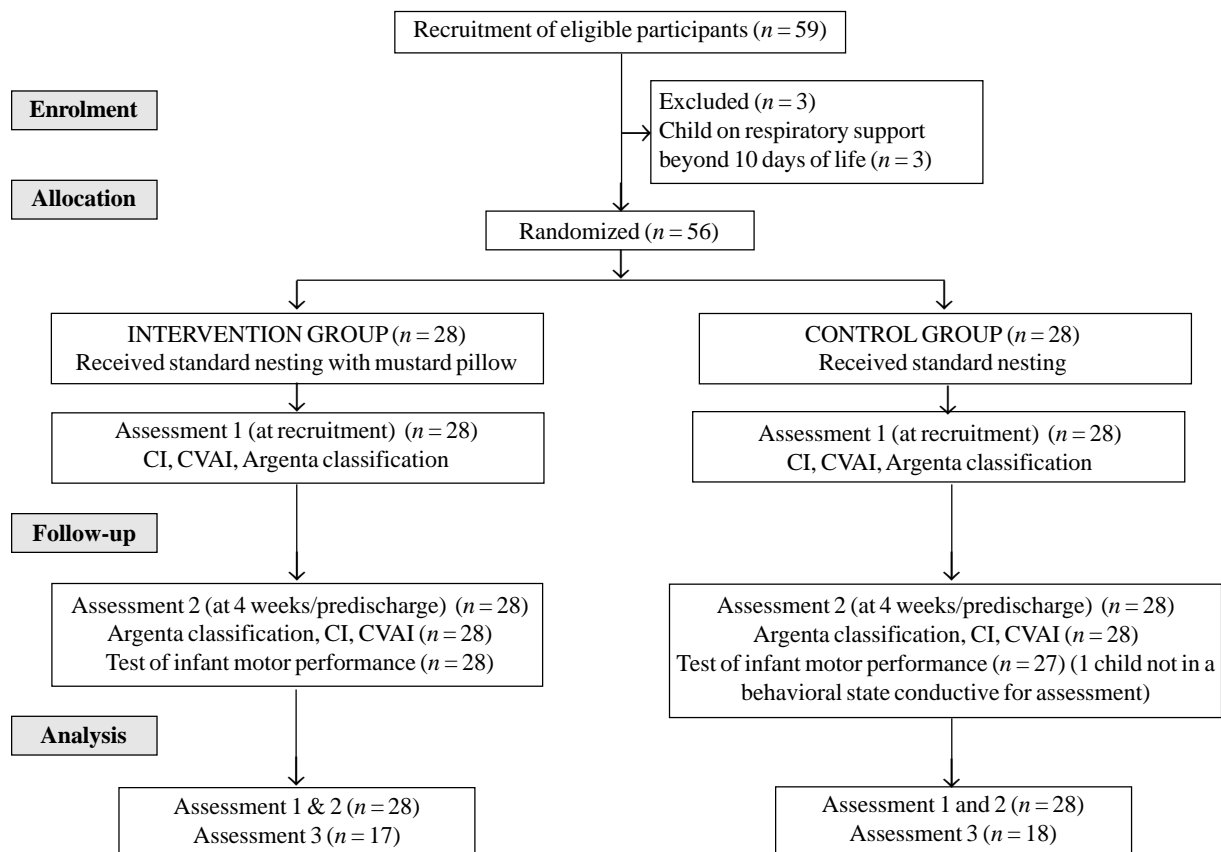 Recruitment of eligible participants (n = 59)
Enrolment
Excluded (n = 3)
Child on respiratory support
beyond 10 days of life (n = 3)
Allocation
Randomized (n = 56)
INTERVENTION GROUP (n = 28)
Received standard nesting with mustard pillow
CONTROL GROUP (n = 28)
Received standard nesting
Assessment 1 (at recruitment) (n = 28)
CI, CVAI, Argenta classification
Assessment 1 (at recruitment) (n = 28)
CI, CVAI, Argenta classification
Follow-up
Assessment 2 (at 4 weeks/predischarge) (n = 28)
Argenta classification, CI, CVAI (n = 28)
Test of infant motor performance (n = 28)
Assessment 2 (at 4 weeks/predischarge) (n = 28)
Argenta classification, CI, CVAI (n = 28)
Test of infant motor performance (n = 27) (1 child not in a
behavioral state conductive for assessment)
Analysis
Assessment 1 & 2 (n = 28)
Assessment 3 (n = 17)
Assessment 1 and 2 (n = 28)
Assessment 3 (n = 18)